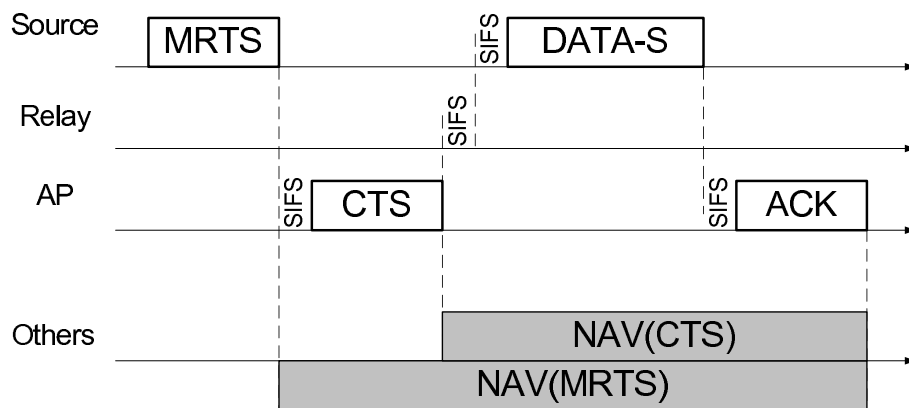 Source
MRTS
SIFS
DATA-S
Relay
SIFS
AP
SIFS
CTS
SIFS
ACK
Others
NAV(CTS)
NAV(MRTS)